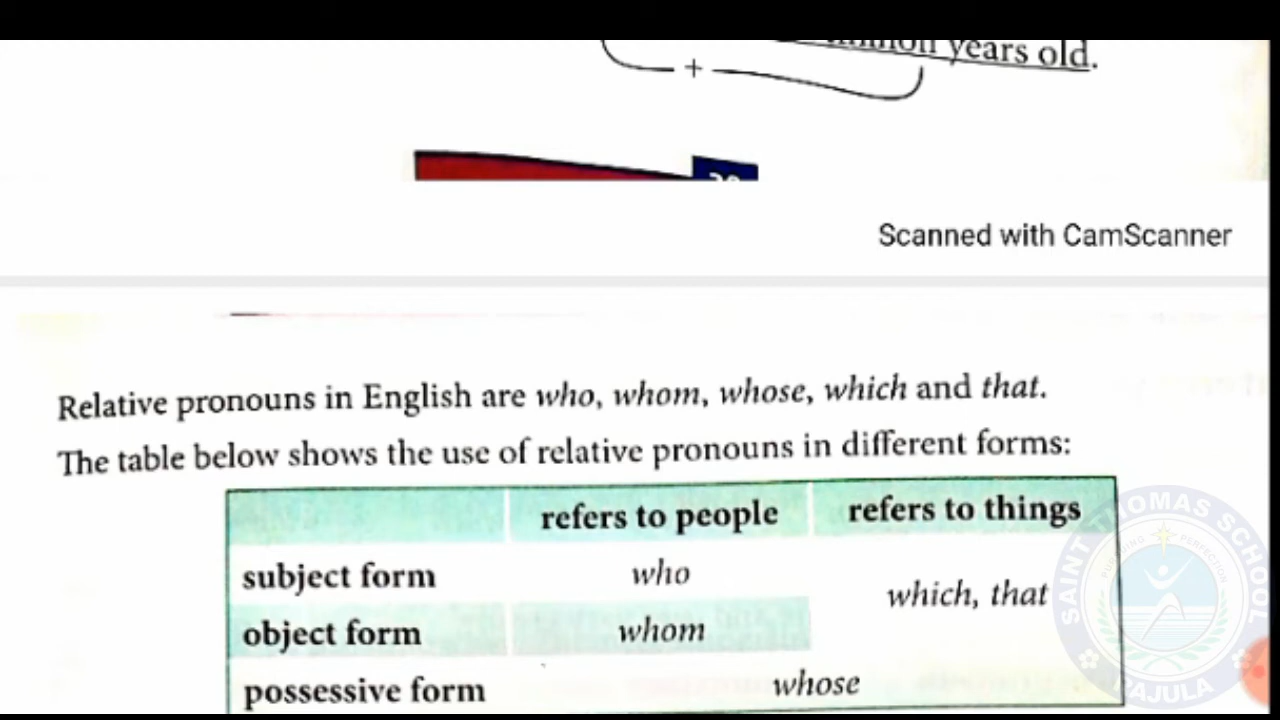 years old.
+
Scanned with CamScanner
Relative pronouns in English are who, whom, whose, which and that.
The table below shows the use of relative pronouns in different forms:
refers to people refers to things
subject form who
which, that
object form whom
possessive form whose
SAINT THOMAS SCHOOL
PERFECTION
RAJULA